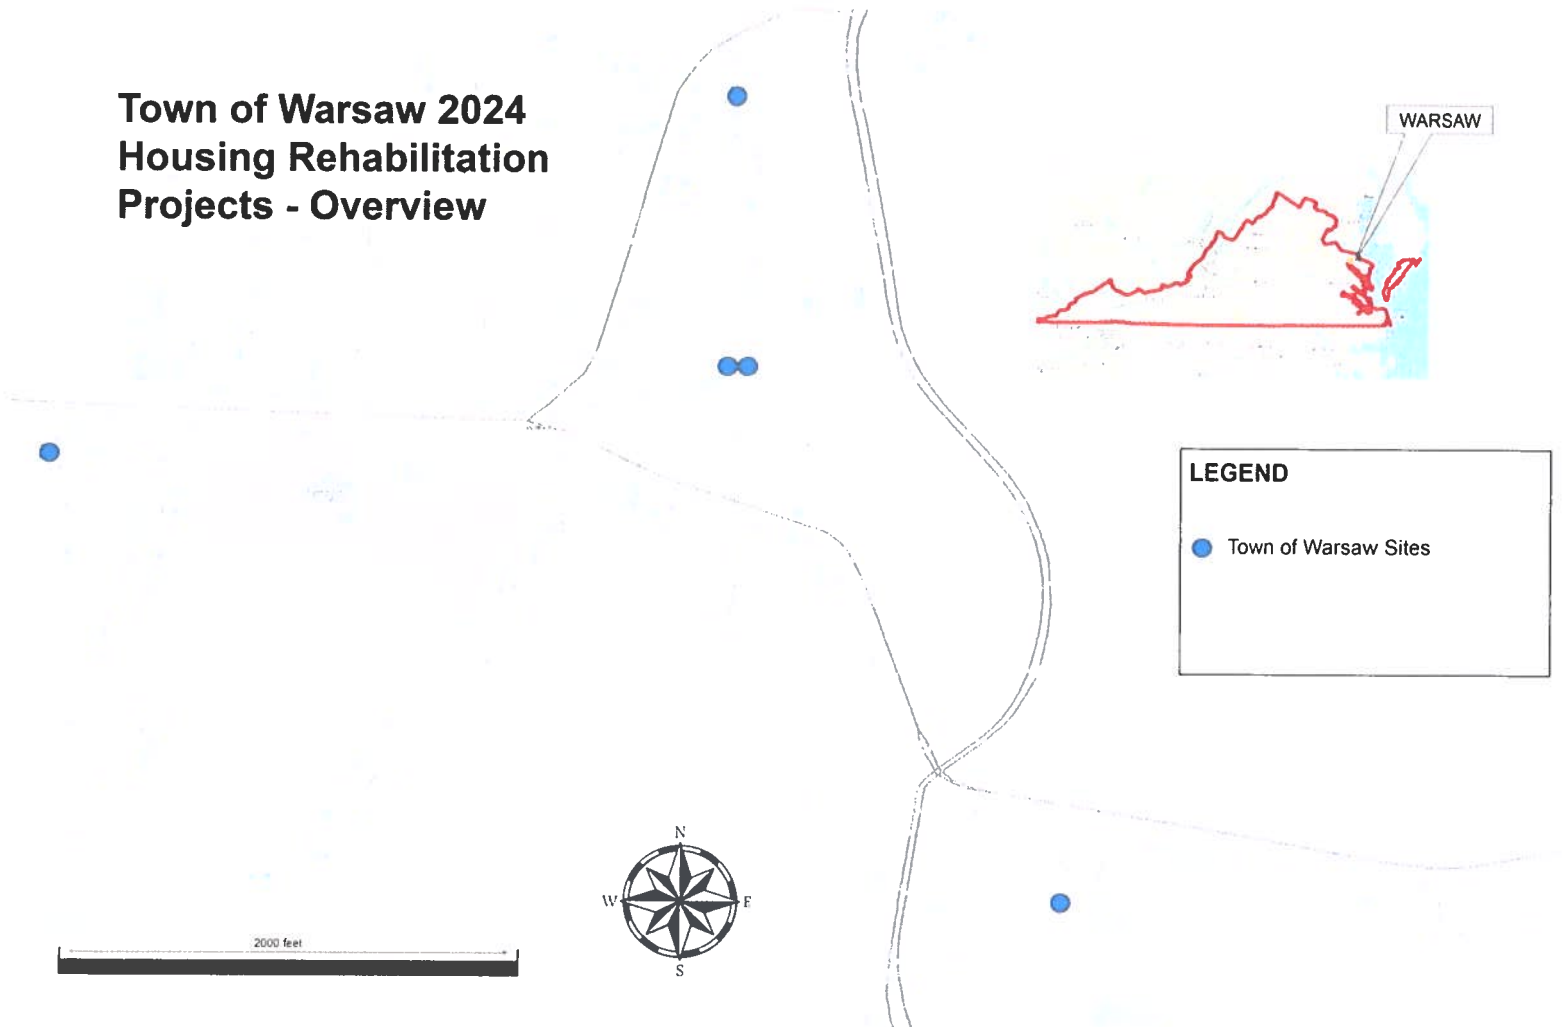 Town of Warsaw 2024
Housing Rehabilitation
Projects - Overview
WARSAW
LEGEND
Town of Warsaw Sites
N
W
E
S
2000 feet